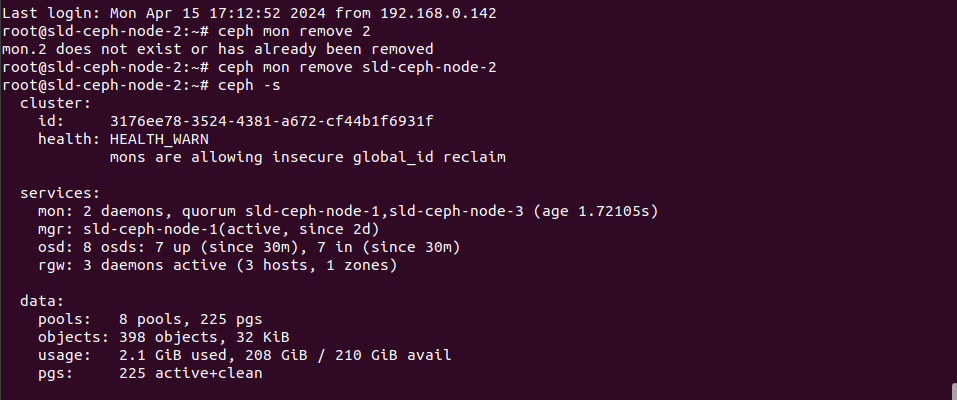 Last login: Mon Apr 15 17:12:52 2024 from 192.168.0.142
root@sld-ceph-node-2:~# ceph mon remove 2
mon.2 does not exist or has already been removed
root@sld-ceph-node-2:~# ceph mon remove sld-ceph-node-2
root@sld-ceph-node-2:~# ceph -s
  cluster:
    id:     3176ee78-3524-4381-a672-cf44b1f6931f
    health: HEALTH_WARN
            mons are allowing insecure global_id reclaim

  services:
    mon: 2 daemons, quorum sld-ceph-node-1,sld-ceph-node-3 (age 1.72105s)
    mgr: sld-ceph-node-1(active, since 2d)
    osd: 8 osds: 7 up (since 30m), 7 in (since 30m)
    rgw: 3 daemons active (3 hosts, 1 zones)

  data:
    pools:   8 pools, 225 pgs
    objects: 398 objects, 32 KiB
    usage:   2.1 GiB used, 208 GiB / 210 GiB avail
    pgs:     225 active+clean